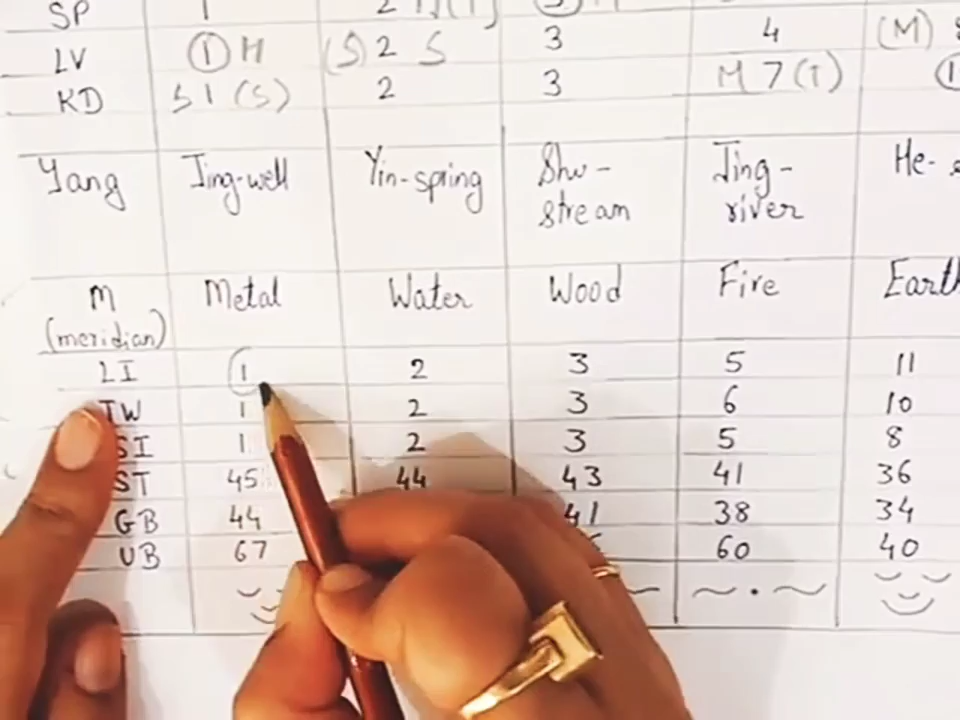 SP 1 2
LV 1 H (S) 2 S 3 4 (M)
KD S 1 (S) 2 3 M 7 (T)
Yang Jing-well Yin-spring Shu-stream Jing-river He-
M (meridian) Metal Water Wood Fire Earth
LI 1 2 3 5 11
TW 1 2 3 6 10
SI 1 2 3 5 8
ST 45 44 43 41 36
GB 44 41 38 34
UB 67 60 40